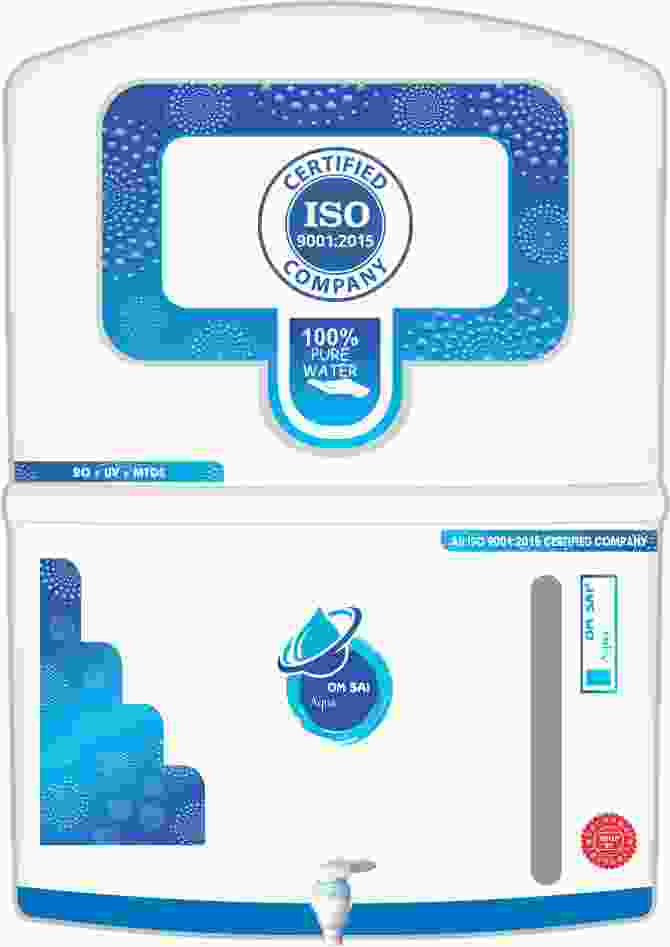 CERTIFIED
ISO
9001:2015
COMPANY
100%
PURE
WATER
RO + UV + MTDS
AN ISO 9001:2015 CERTIFIED COMPANY
OM SAI
Aqua
OM SAI
Aqua